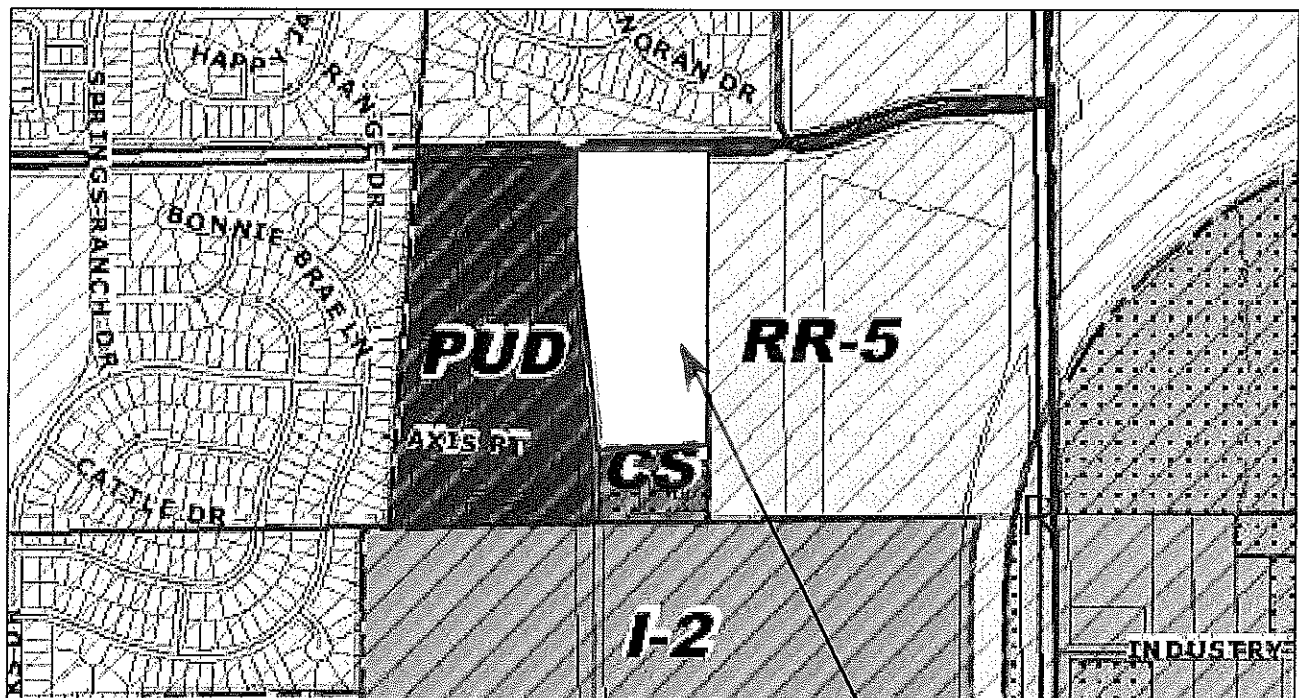 HAPPY
RANGE DR
NORAN DR
SPRINGS RANCH DR
BONNIE BRAE LN
PUD
RR-5
AXIS PT
CS
CATTLE DR
I-2
INDUSTRY